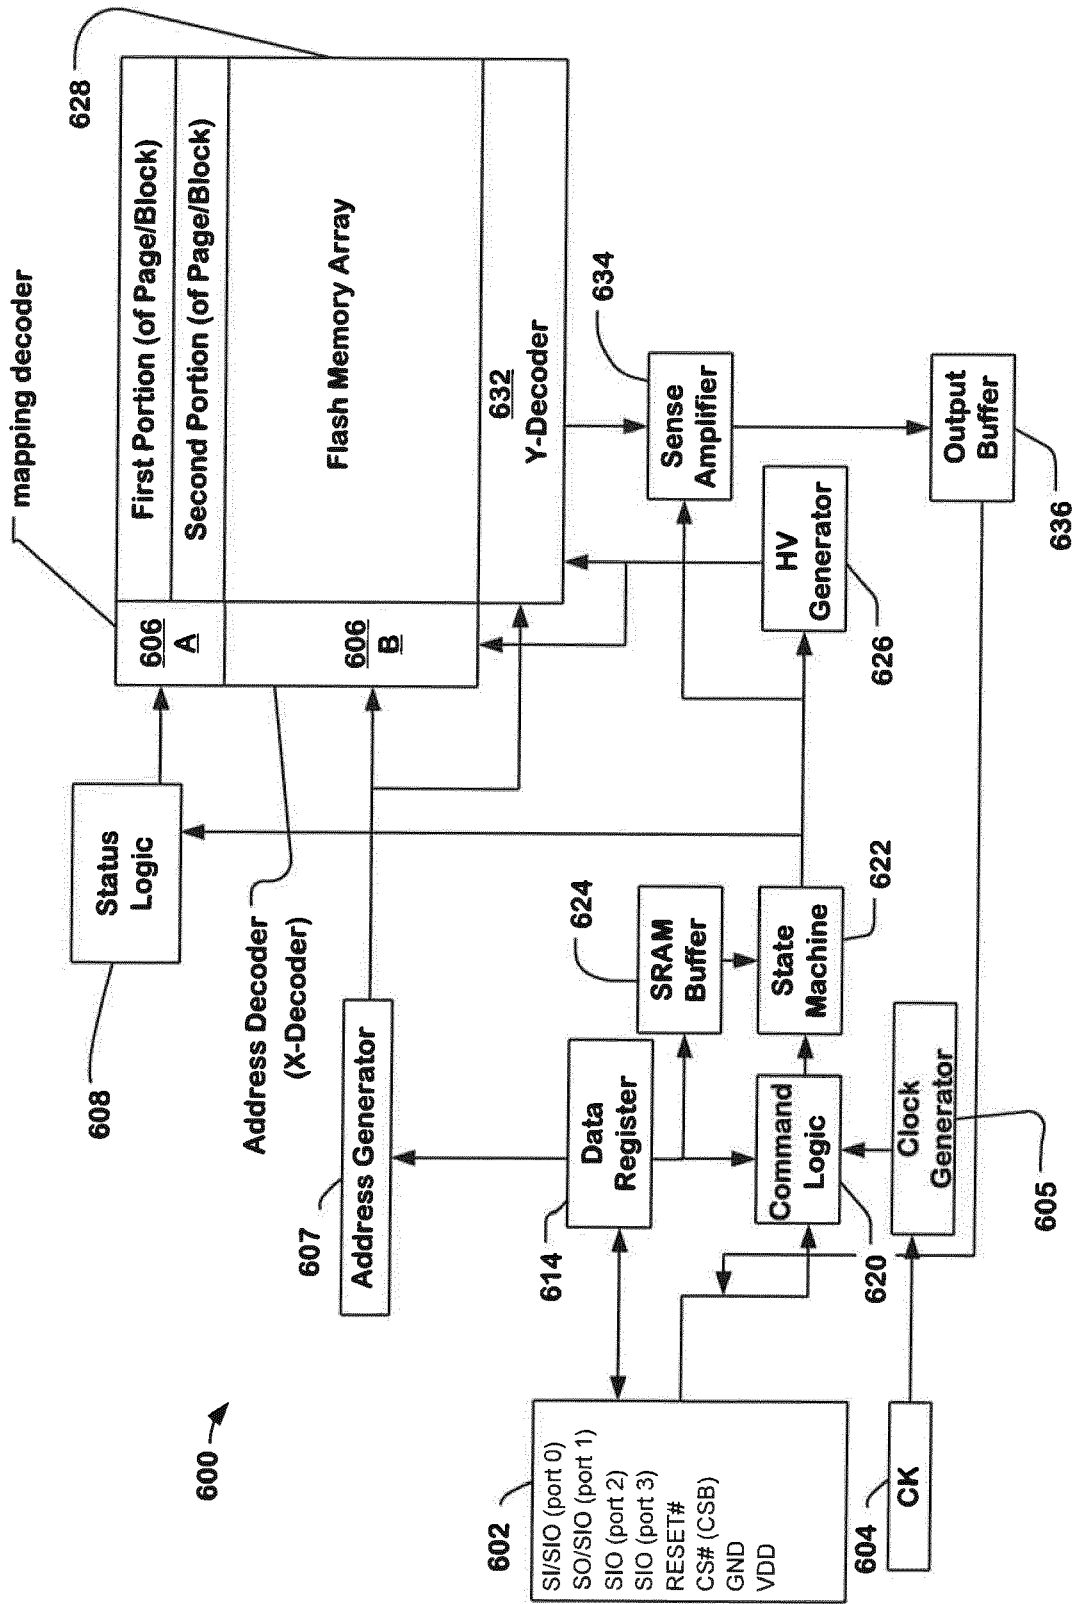 600
602
SI/SIO (port 0)
SO/SIO (port 1)
SIO (port 2)
SIO (port 3)
RESET#
CS# (CSB)
GND
VDD
604
CK
607
Address Generator
614
Data
Register
620
Command
Logic
605
Clock
Generator
608
Status
Logic
Address Decoder
(X-Decoder)
624
SRAM
Buffer
622
State
Machine
mapping decoder
606
A
606
B
628
First Portion (of Page/Block)
Second Portion (of Page/Block)
Flash Memory Array
632
Y-Decoder
626
HV
Generator
634
Sense
Amplifier
636
Output
Buffer